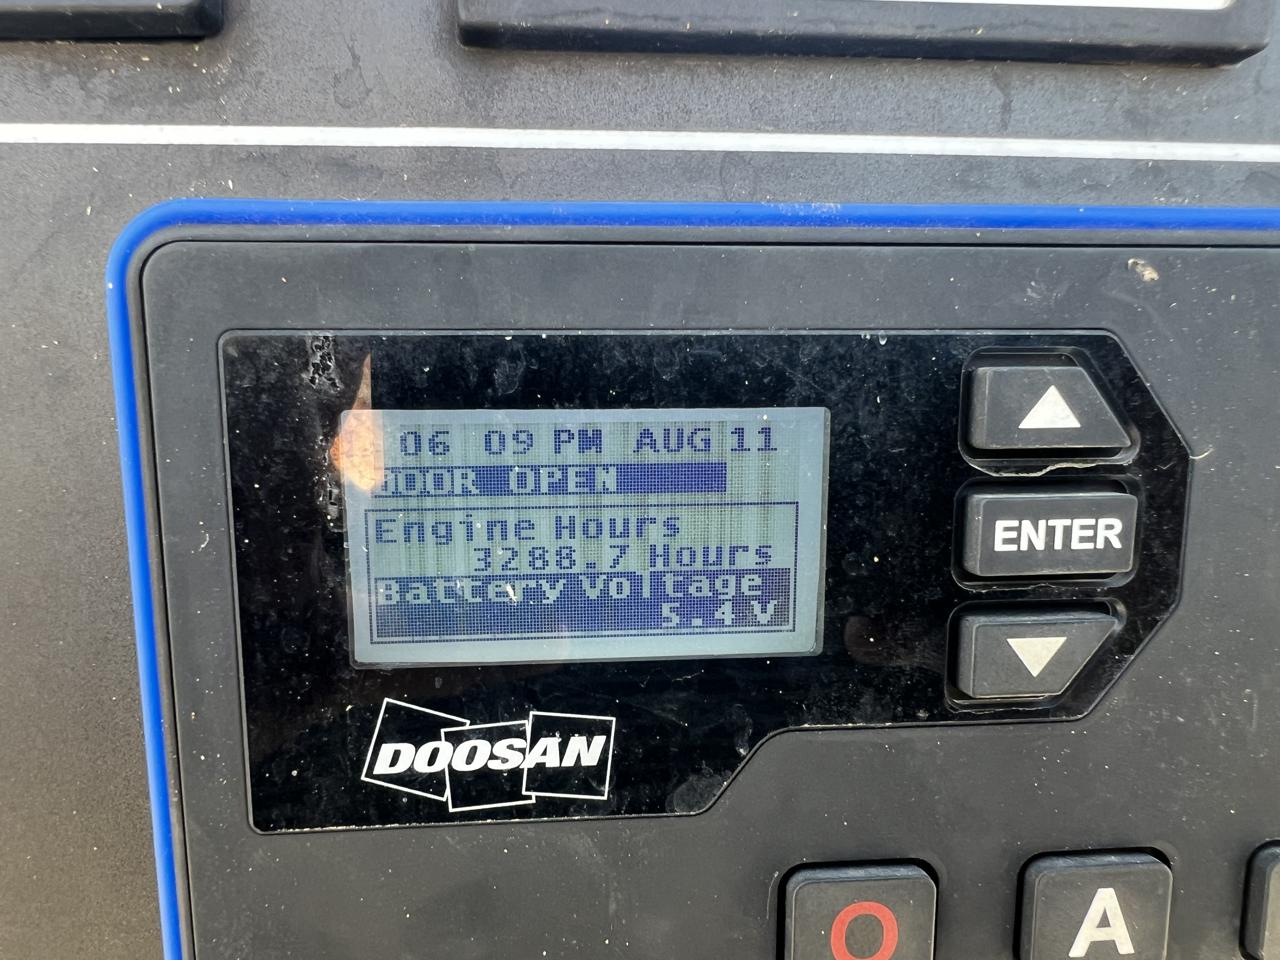 06 09 PM AUG 11
DOOR OPEN
Engine Hours
3288.7 Hours
Battery Voltage
5.4 V
ENTER
DOOSAN
O
A